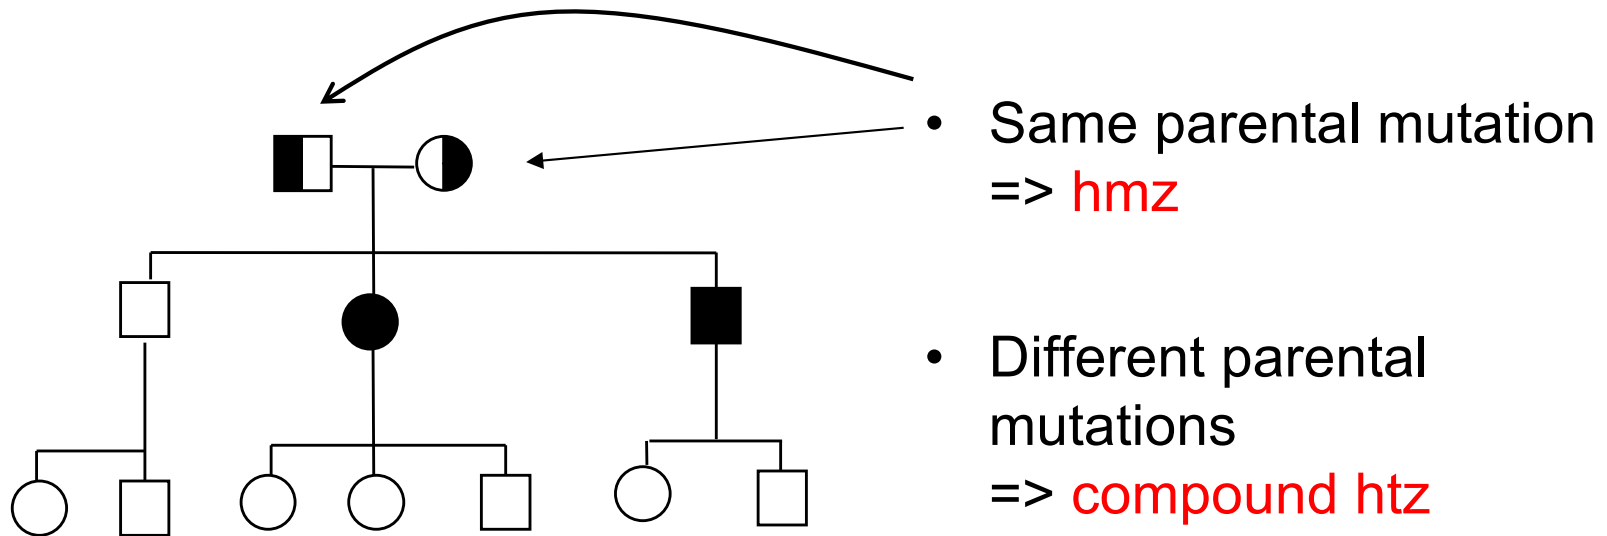 • Same parental mutation
=> hmz
• Different parental
mutations
=> compound htz